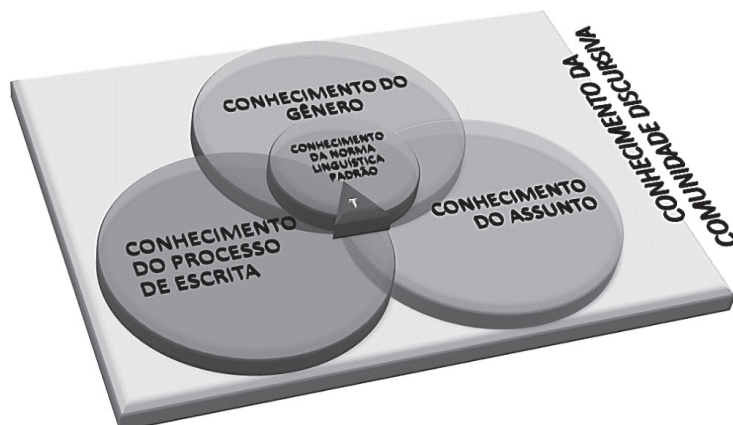 CONHECIMENTO DO
GÊNERO
CONHECIMENTO
DA NORMA
LINGUÍSTICA
PADRÃO
T
CONHECIMENTO
DO PROCESSO
DE ESCRITA
CONHECIMENTO
DO ASSUNTO
CONHECIMENTO DA
COMUNIDADE DISCURSIVA